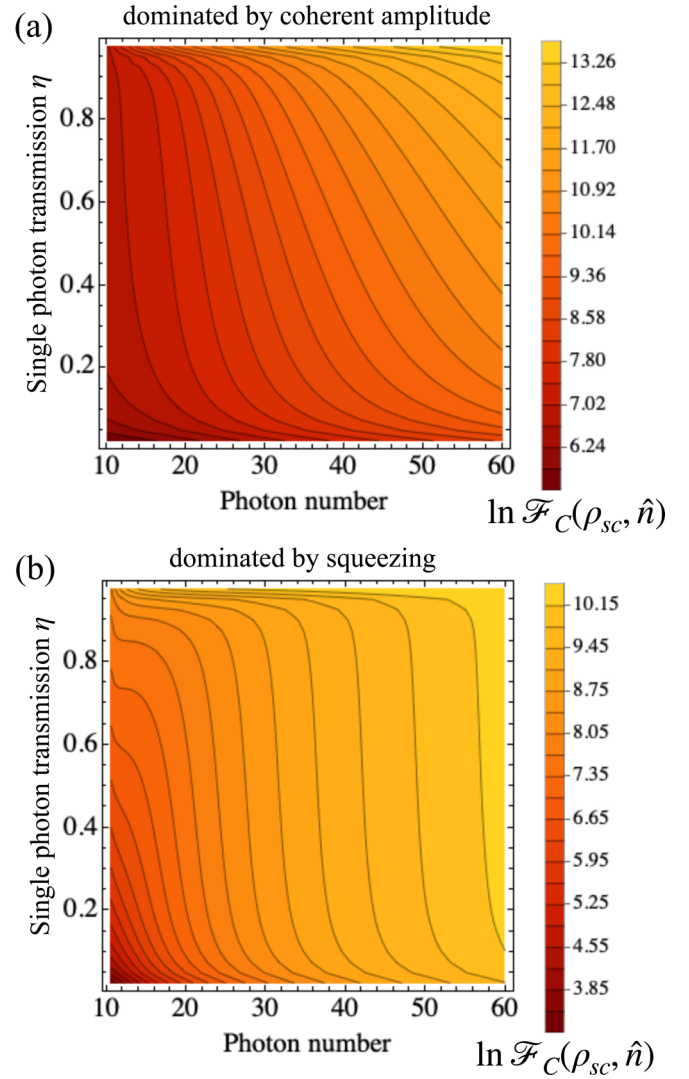 (a)
dominated by coherent amplitude
Single photon transmission η
0.8
0.6
0.4
0.2
10 20 30 40 50 60
Photon number
13.26
12.48
11.70
10.92
10.14
9.36
8.58
7.80
7.02
6.24
ln ℱ_C(ρ_sc, n̂)
(b)
dominated by squeezing
Single photon transmission η
0.8
0.6
0.4
0.2
10 20 30 40 50 60
Photon number
10.15
9.45
8.75
8.05
7.35
6.65
5.95
5.25
4.55
3.85
ln ℱ_C(ρ_sc, n̂)